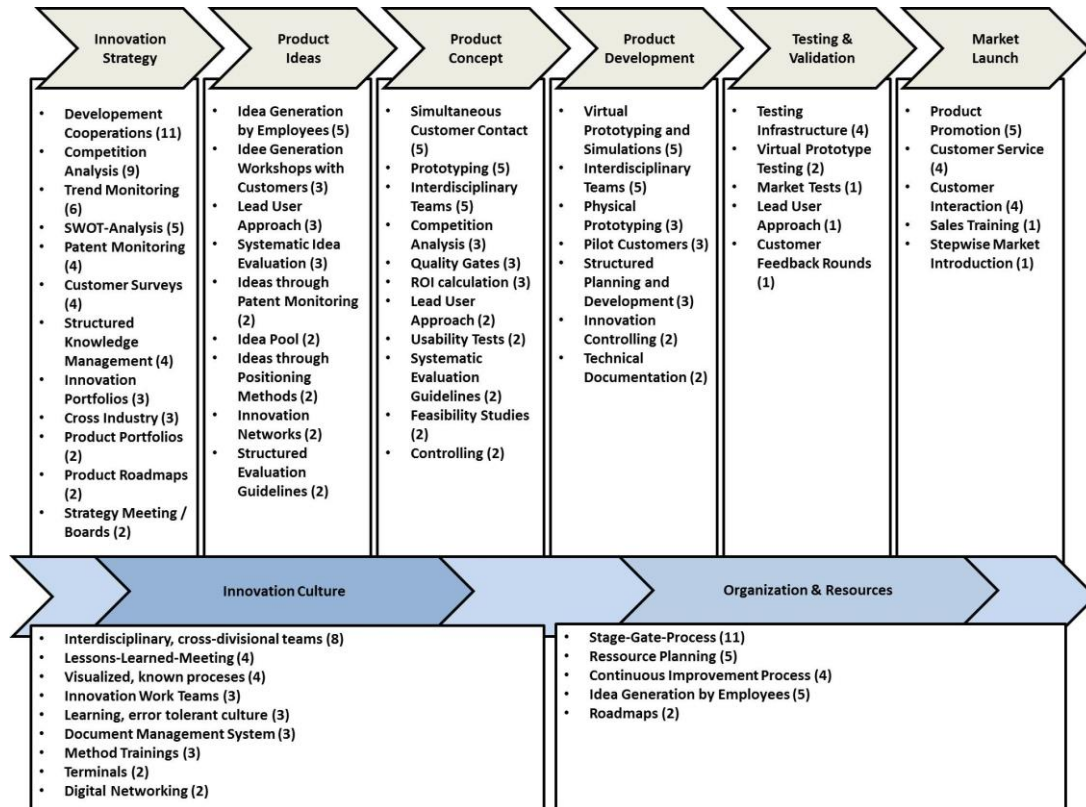 Innovation
Strategy
Product
Ideas
Product
Concept
Product
Development
Testing &
Validation
Market
Launch
• Developement
Cooperations (11)
• Competition
Analysis (9)
• Trend Monitoring
(6)
• SWOT-Analysis (5)
• Patent Monitoring
(4)
• Customer Surveys
(4)
• Structured
Knowledge
Management (4)
• Innovation
Portfolios (3)
• Cross Industry (3)
• Product Portfolios
(2)
• Product Roadmaps
(2)
• Strategy Meeting /
Boards (2)
• Idea Generation
by Employees (5)
• Idee Generation
Workshops with
Customers (3)
• Lead User
Approach (3)
• Systematic Idea
Evaluation (3)
• Ideas through
Patent Monitoring
(2)
• Idea Pool (2)
• Ideas through
Positioning
Methods (2)
• Innovation
Networks (2)
• Structured
Evaluation
Guidelines (2)
• Simultaneous
Customer Contact
(5)
• Prototyping (5)
• Interdisciplinary
Teams (5)
• Competition
Analysis (3)
• Quality Gates (3)
• ROI calculation (3)
• Lead User
Approach (2)
• Usability Tests (2)
• Systematic
Evaluation
Guidelines (2)
• Feasibility Studies
(2)
• Controlling (2)
• Virtual
Prototyping and
Simulations (5)
• Interdisciplinary
Teams (5)
• Physical
Prototyping (3)
• Pilot Customers (3)
• Structured
Planning and
Development (3)
• Innovation
Controlling (2)
• Technical
Documentation (2)
• Testing
Infrastructure (4)
• Virtual Prototype
Testing (2)
• Market Tests (1)
• Lead User
Approach (1)
• Customer
Feedback Rounds
(1)
• Product
Promotion (5)
• Customer Service
(4)
• Customer
Interaction (4)
• Sales Training (1)
• Stepwise Market
Introduction (1)
Innovation Culture
Organization & Resources
• Interdisciplinary, cross-divisional teams (8)
• Lessons-Learned-Meeting (4)
• Visualized, known proceses (4)
• Innovation Work Teams (3)
• Learning, error tolerant culture (3)
• Document Management System (3)
• Method Trainings (3)
• Terminals (2)
• Digital Networking (2)
• Stage-Gate-Process (11)
• Ressource Planning (5)
• Continuous Improvement Process (4)
• Idea Generation by Employees (5)
• Roadmaps (2)